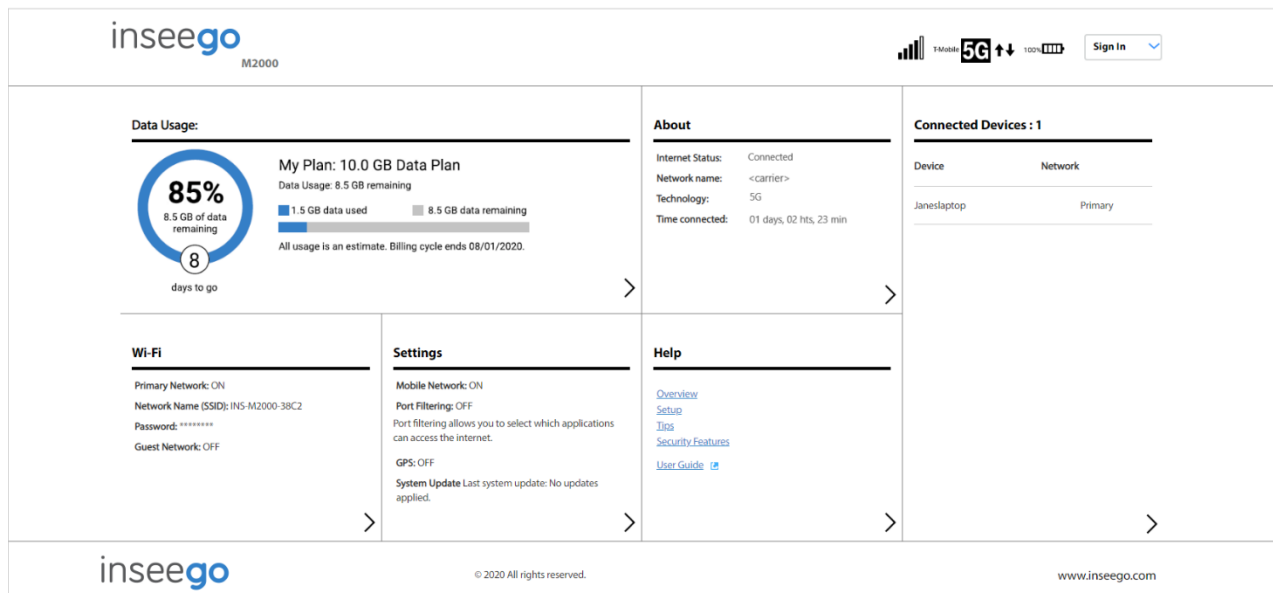 inseego
M2000
T-Mobile 5G 100%
Sign In
Data Usage:
85%
8.5 GB of data
remaining
8
days to go
My Plan: 10.0 GB Data Plan
Data Usage: 8.5 GB remaining
1.5 GB data used 8.5 GB data remaining
All usage is an estimate. Billing cycle ends 08/01/2020.
About
Internet Status: Connected
Network name: <carrier>
Technology: 5G
Time connected: 01 days, 02 hts, 23 min
Connected Devices : 1
Device Network
Janeslaptop Primary
Wi-Fi
Primary Network: ON
Network Name (SSID): INS-M2000-38C2
Password: ********
Guest Network: OFF
Settings
Mobile Network: ON
Port Filtering: OFF
Port filtering allows you to select which applications
can access the internet.
GPS: OFF
System Update Last system update: No updates
applied.
Help
Overview
Setup
Tips
Security Features
User Guide
inseego
© 2020 All rights reserved.
www.inseego.com